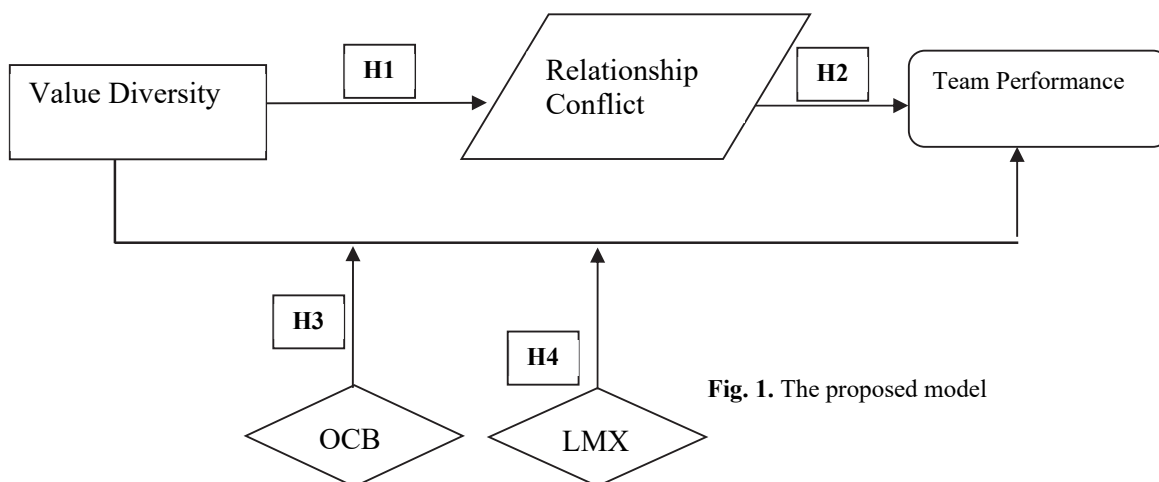 H1
Relationship
Conflict
H2
Team Performance
Value Diversity
H3
H4
Fig. 1. The proposed model
OCB
LMX